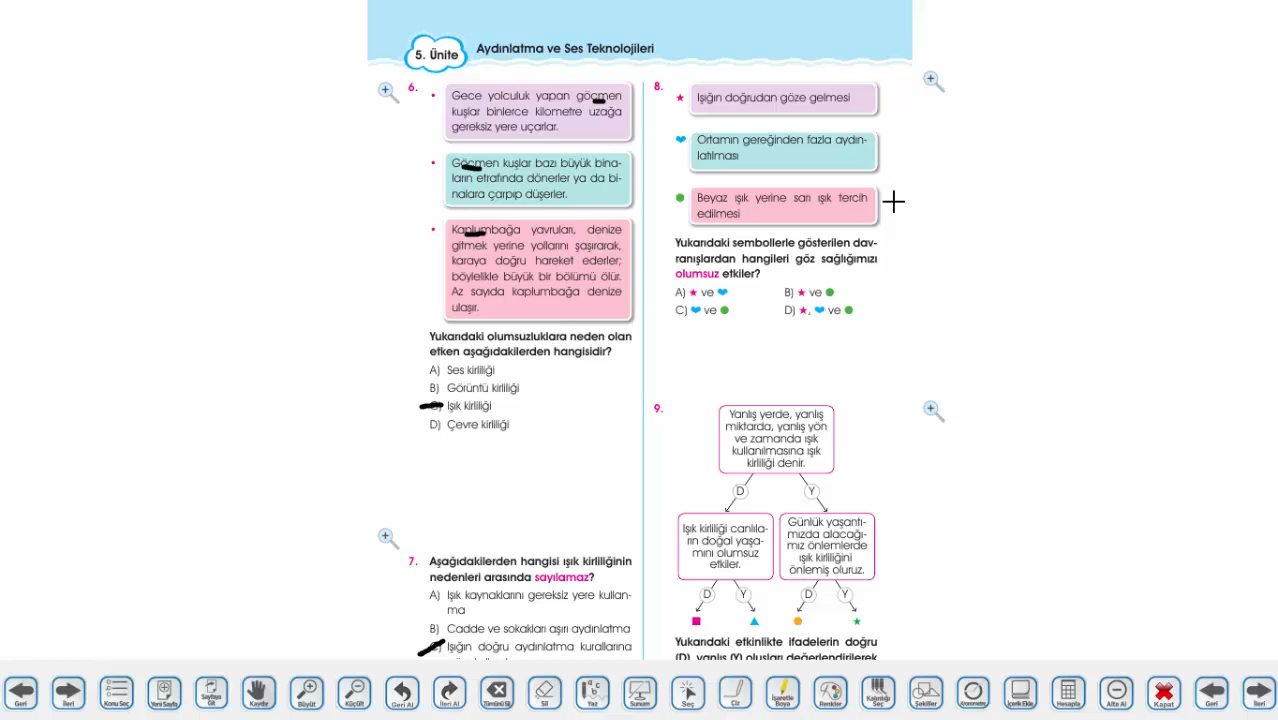 5. Ünite
Aydınlatma ve Ses Teknolojileri
6.
Gece yolculuk yapan göçmen
kuşlar binlerce kilometre uzağa
gereksiz yere uçarlar.
Göçmen kuşlar bazı büyük bina-
ların etrafında dönerler ya da bi-
nalara çarpıp düşerler.
Kaplumbağa yavruları, denize
gitmek yerine yollarını şaşırarak,
karaya doğru hareket ederler;
böylelikle büyük bir bölümü ölür.
Az sayıda kaplumbağa denize
ulaşır.
Yukarıdaki olumsuzluklara neden olan
etken aşağıdakilerden hangisidir?
A) Ses kirliliği
B) Görüntü kirliliği
C) Işık kirliliği
D) Çevre kirliliği
7. Aşağıdakilerden hangisi ışık kirliliğinin
nedenleri arasında sayılamaz?
A) Işık kaynaklarını gereksiz yere kullan-
ma
B) Cadde ve sokakları aşırı aydınlatma
C) Işığın doğru aydınlatma kurallarına
8.
★ Işığın doğrudan göze gelmesi
Ortamın gereğinden fazla aydın-
latılması
Beyaz ışık yerine sarı ışık tercih
edilmesi
Yukarıdaki sembollerle gösterilen dav-
ranışlardan hangileri göz sağlığımızı
olumsuz etkiler?
A) ★ ve ❤ B) ★ ve ●
C) ❤ ve ● D) ★, ❤ ve ●
9.
Yanlış yerde, yanlış
miktarda, yanlış yön
ve zamanda ışık
kullanılmasına ışık
kirliliği denir.
D Y
Işık kirliliği canlıla-
rın doğal yaşa-
mını olumsuz
etkiler.
Günlük yaşantı-
mızda alacağı-
mız önlemlerde
ışık kirliliğini
önlemiş oluruz.
D Y D Y
Yukarıdaki etkinlikte ifadelerin doğru
(D), yanlış (Y) oluşları değerlendirilerek
Geri İleri Konu Seç Yeni Sayfa Sayfaya Git Kaydır Büyüt Küçült Geri Al İleri Al Tümünü Sil Sil Yaz Sunum Seç Çiz İşaretle Boya Renkler Kalınlığı Seç Şekiller Kronometre İçerik Ekle Hesapla Alta Al Kapat Geri İleri